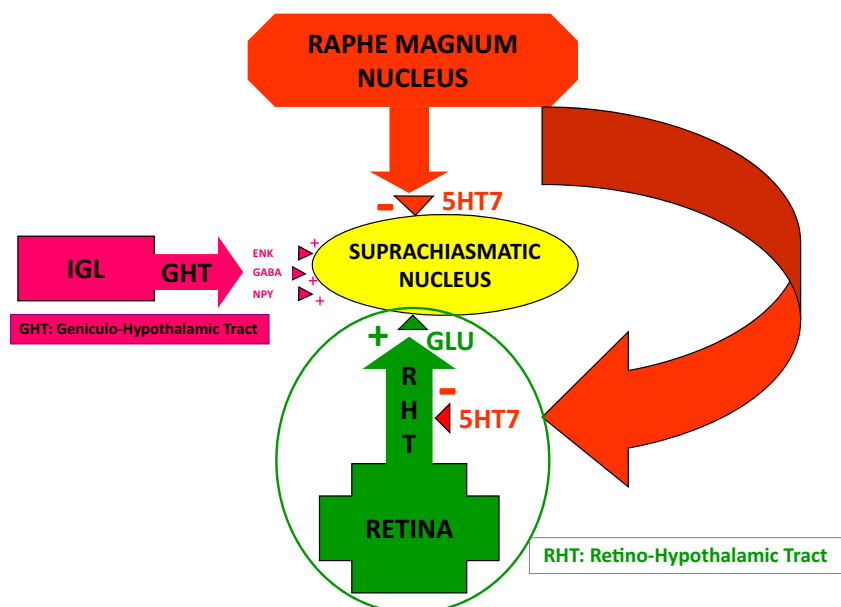 RAPHE MAGNUM
NUCLEUS
- 5HT7
SUPRACHIASMATIC
NUCLEUS
IGL
GHT
ENK +
GABA +
NPY +
GHT: Geniculo-Hypothalamic Tract
+ GLU
R
H
T
- 5HT7
RETINA
RHT: Retino-Hypothalamic Tract